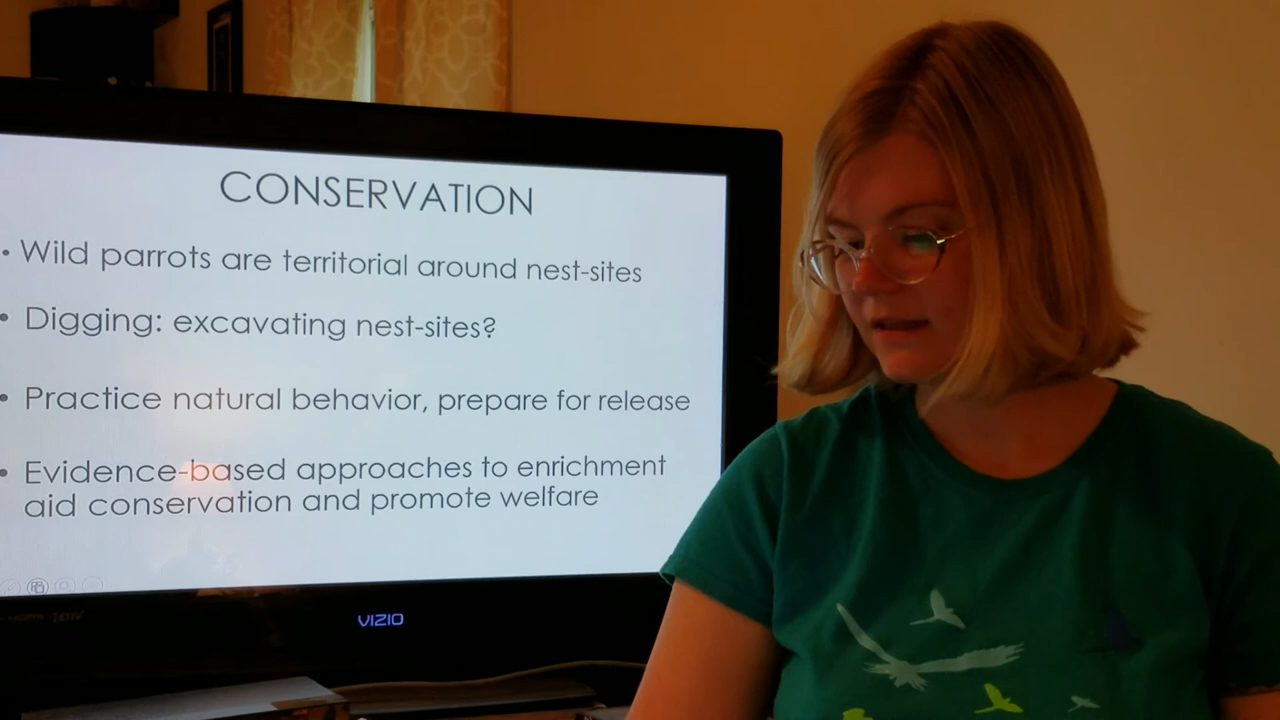 CONSERVATION
• Wild parrots are territorial around nest-sites
• Digging: excavating nest-sites?
• Practice natural behavior, prepare for release
• Evidence-based approaches to enrichment
aid conservation and promote welfare
VIZIO